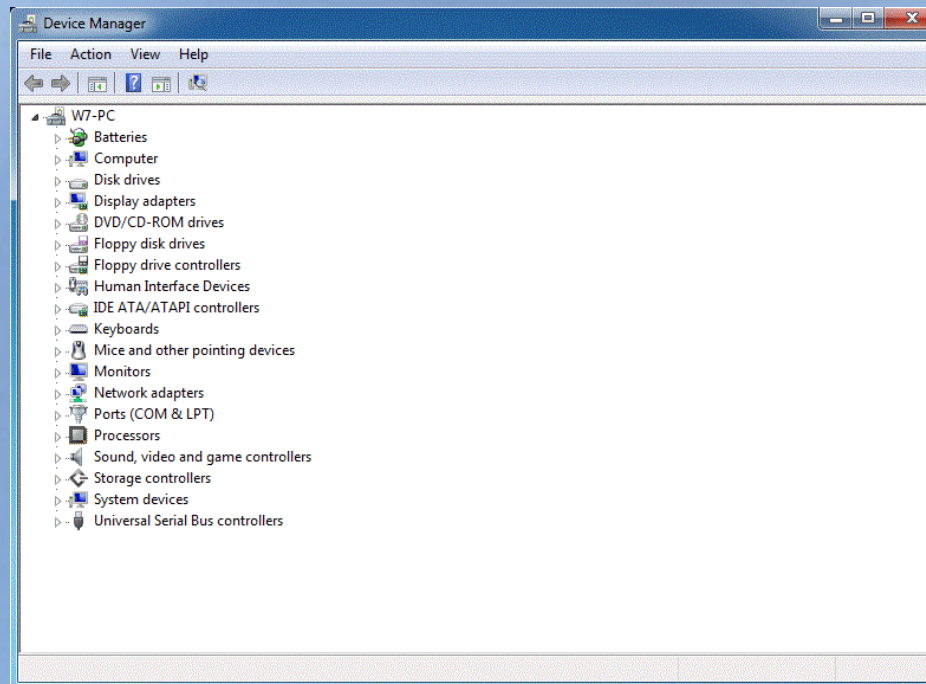 Device Manager
File Action View Help
W7-PC
Batteries
Computer
Disk drives
Display adapters
DVD/CD-ROM drives
Floppy disk drives
Floppy drive controllers
Human Interface Devices
IDE ATA/ATAPI controllers
Keyboards
Mice and other pointing devices
Monitors
Network adapters
Ports (COM & LPT)
Processors
Sound, video and game controllers
Storage controllers
System devices
Universal Serial Bus controllers